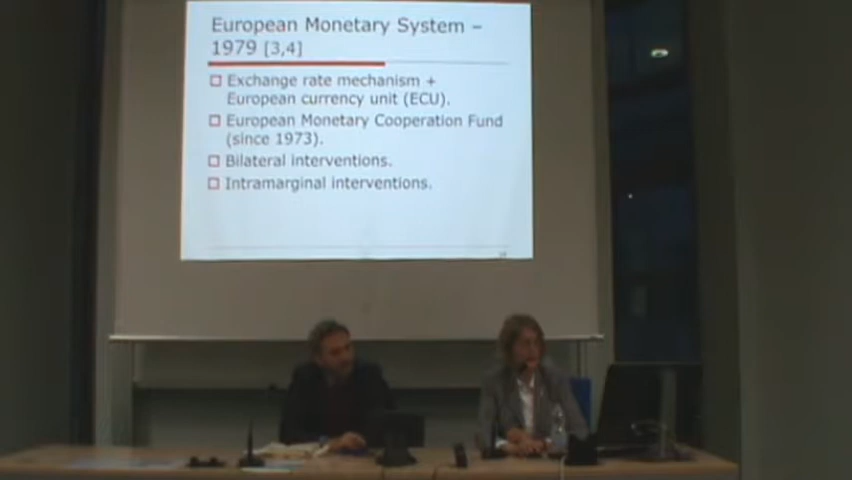 European Monetary System –
1979 [3,4]
Exchange rate mechanism +
European currency unit (ECU).
European Monetary Cooperation Fund
(since 1973).
Bilateral interventions.
Intramarginal interventions.